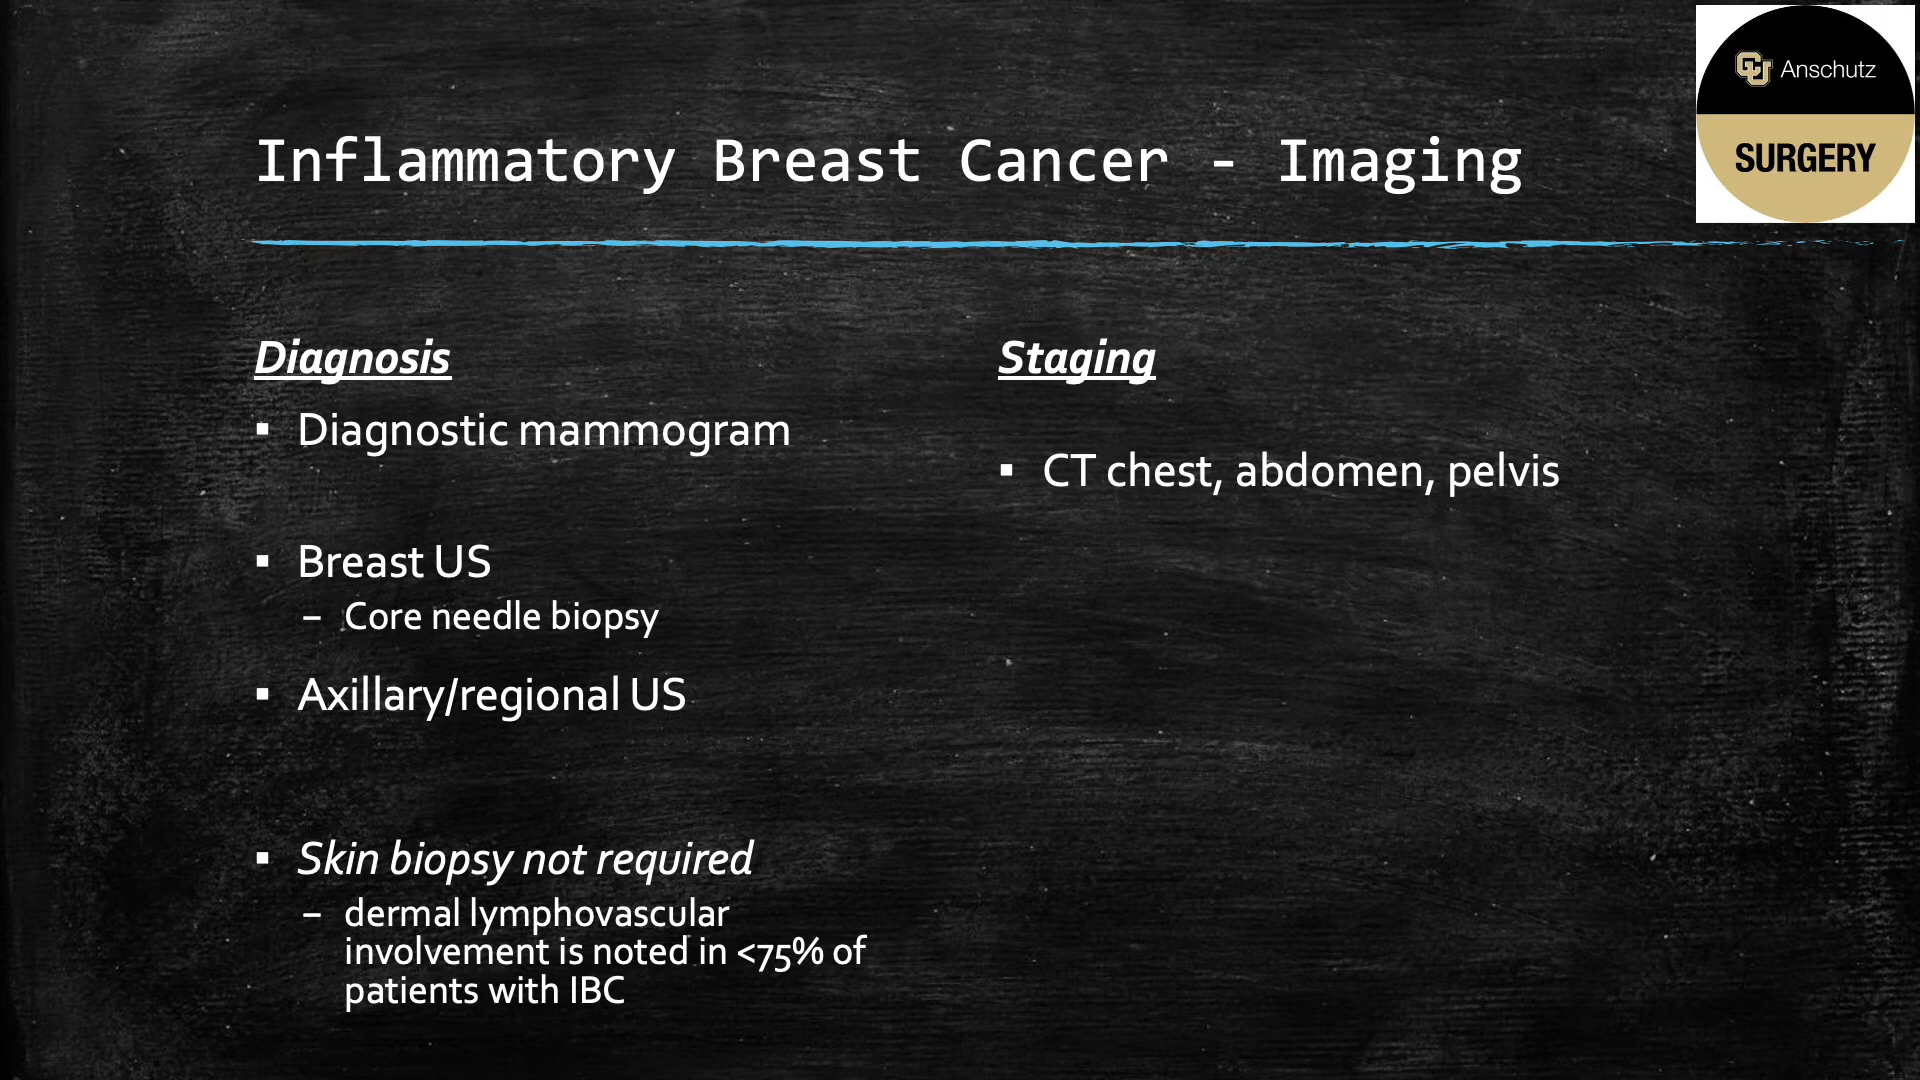 CU Anschutz
SURGERY
Inflammatory Breast Cancer - Imaging
Diagnosis
▪ Diagnostic mammogram
▪ Breast US
– Core needle biopsy
▪ Axillary/regional US
▪ Skin biopsy not required
– dermal lymphovascular
involvement is noted in <75% of
patients with IBC
Staging
▪ CT chest, abdomen, pelvis